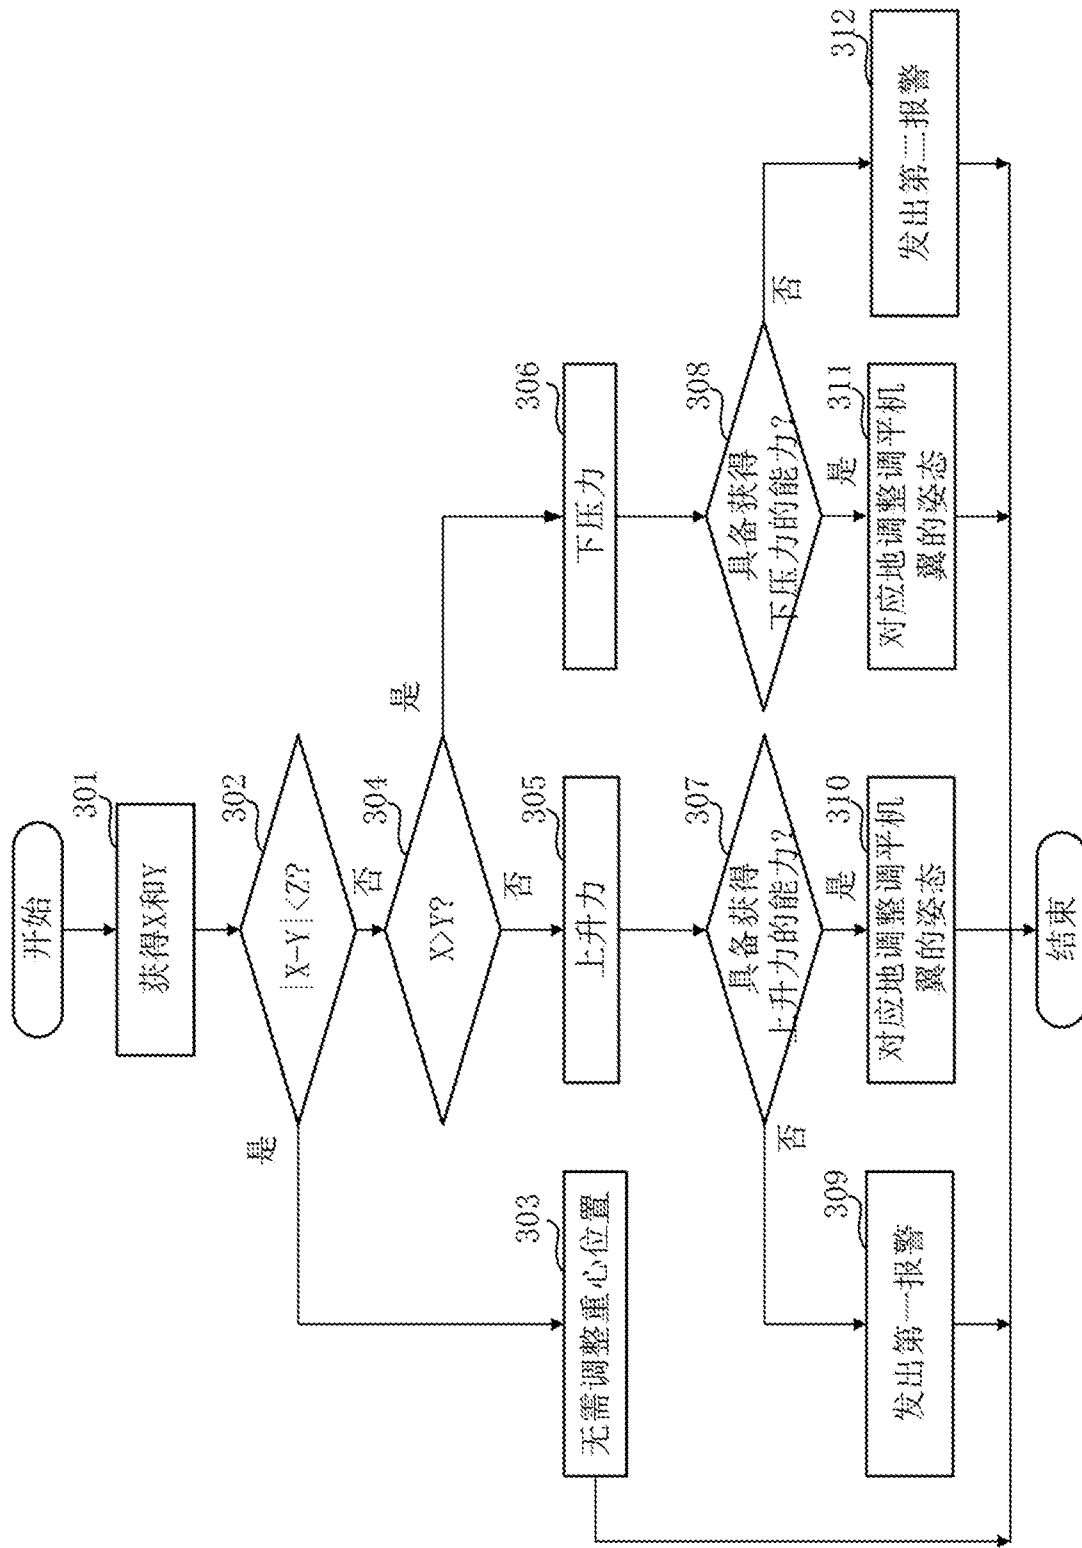 开始
301
获得X和Y
302
|X-Y|<Z?
是
否
304
X>Y?
是
否
303
无需调整重心位置
305
上升力
306
下压力
307
具备获得
上升力的能力?
否
是
308
具备获得
下压力的能力?
是
否
309
发出第一报警
310
对应地调整调平机
翼的姿态
311
对应地调整调平机
翼的姿态
312
发出第二报警
结束